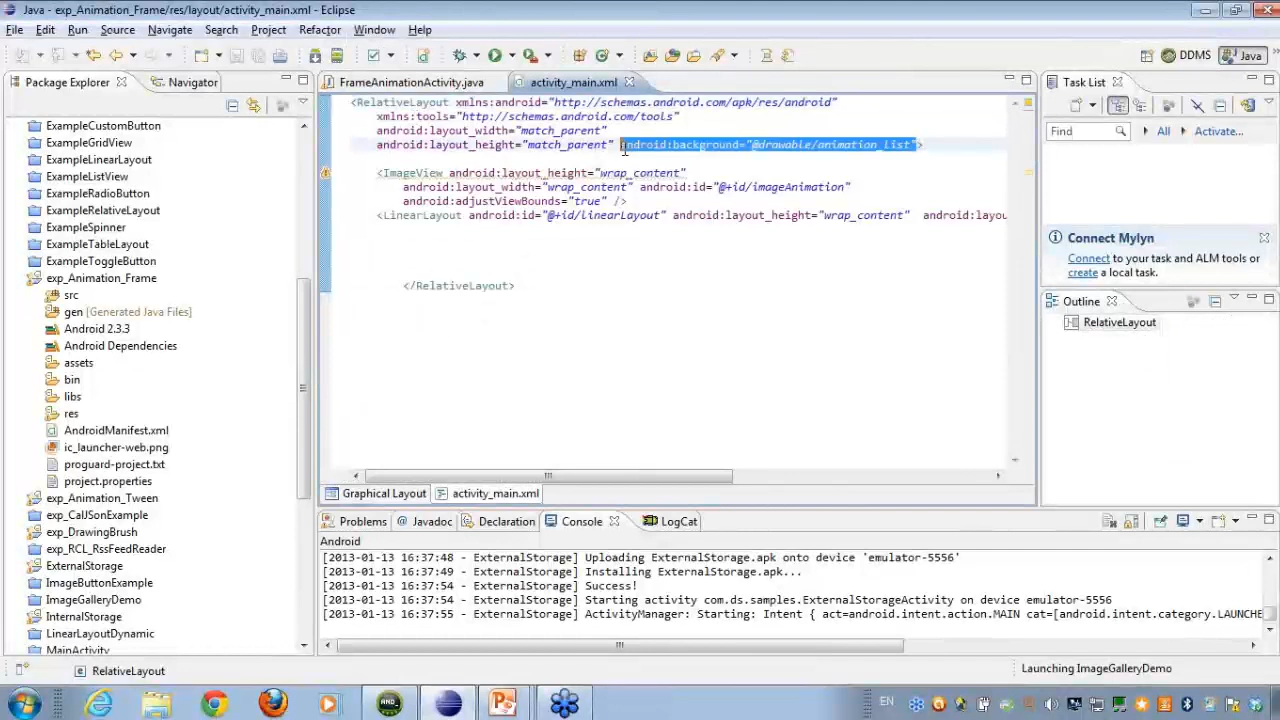 Java - exp_Animation_Frame/res/layout/activity_main.xml - Eclipse
File Edit Run Source Navigate Search Project Refactor Window Help
DDMS Java
Package Explorer Navigator
ExampleCustomButton
ExampleGridView
ExampleLinearLayout
ExampleListView
ExampleRadioButton
ExampleRelativeLayout
ExampleSpinner
ExampleTableLayout
ExampleToggleButton
exp_Animation_Frame
src
gen [Generated Java Files]
Android 2.3.3
Android Dependencies
assets
bin
libs
res
AndroidManifest.xml
ic_launcher-web.png
proguard-project.txt
project.properties
exp_Animation_Tween
exp_CalJSonExample
exp_DrawingBrush
exp_RCL_RssFeedReader
ExternalStorage
ImageButtonExample
ImageGalleryDemo
InternalStorage
LinearLayoutDynamic
MainActivity
FrameAnimationActivity.java activity_main.xml
<RelativeLayout xmlns:android="http://schemas.android.com/apk/res/android"
xmlns:tools="http://schemas.android.com/tools"
android:layout_width="match_parent"
android:layout_height="match_parent" android:background="@drawable/animation_list">
<ImageView android:layout_height="wrap_content"
android:layout_width="wrap_content" android:id="@+id/imageAnimation"
android:adjustViewBounds="true" />
<LinearLayout android:id="@+id/linearLayout" android:layout_height="wrap_content" android:layou
</RelativeLayout>
Graphical Layout activity_main.xml
Task List
Find All Activate...
Connect Mylyn
Connect to your task and ALM tools or
create a local task.
Outline
RelativeLayout
Problems Javadoc Declaration Console LogCat
Android
[2013-01-13 16:37:48 - ExternalStorage] Uploading ExternalStorage.apk onto device 'emulator-5556'
[2013-01-13 16:37:49 - ExternalStorage] Installing ExternalStorage.apk...
[2013-01-13 16:37:54 - ExternalStorage] Success!
[2013-01-13 16:37:54 - ExternalStorage] Starting activity com.ds.samples.ExternalStorageActivity on device emulator-5556
[2013-01-13 16:37:55 - ExternalStorage] ActivityManager: Starting: Intent { act=android.intent.action.MAIN cat=[android.intent.category.LAUNCHE
RelativeLayout
Launching ImageGalleryDemo
EN